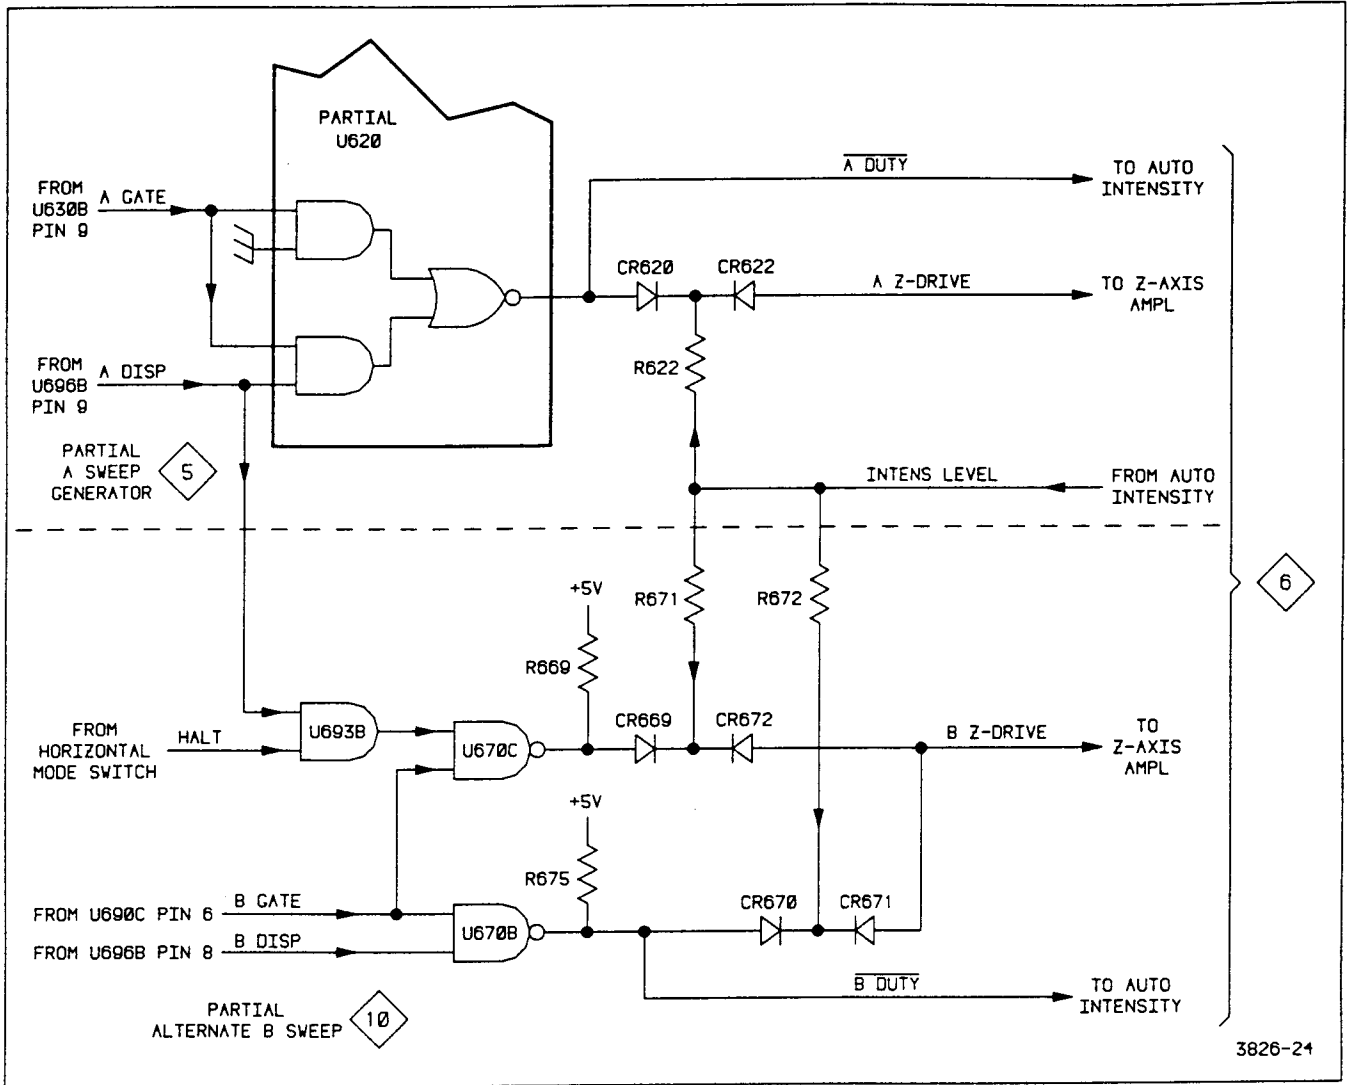 PARTIAL
U620
A DUTY
TO AUTO
INTENSITY
FROM
U630B
PIN 9
A GATE
CR620
CR622
A Z-DRIVE
TO Z-AXIS
AMPL
R622
FROM
U696B
PIN 9
A DISP
PARTIAL
A SWEEP
GENERATOR
5
INTENS LEVEL
FROM AUTO
INTENSITY
6
+5V
R671
R672
R669
FROM
HORIZONTAL
MODE SWITCH
HALT
U693B
U670C
CR669
CR672
B Z-DRIVE
TO
Z-AXIS
AMPL
+5V
R675
FROM U690C PIN 6
B GATE
FROM U696B PIN 8
B DISP
U670B
CR670
CR671
B DUTY
TO AUTO
INTENSITY
PARTIAL
ALTERNATE B SWEEP
10
3826-24